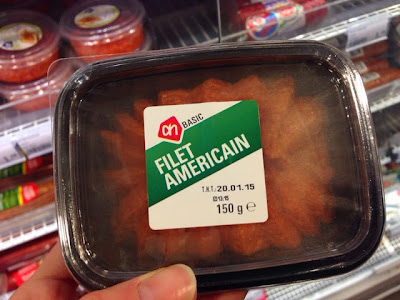 ah BASIC
FILET
AMERICAIN
T.H.T. 20.01.15
150 g e